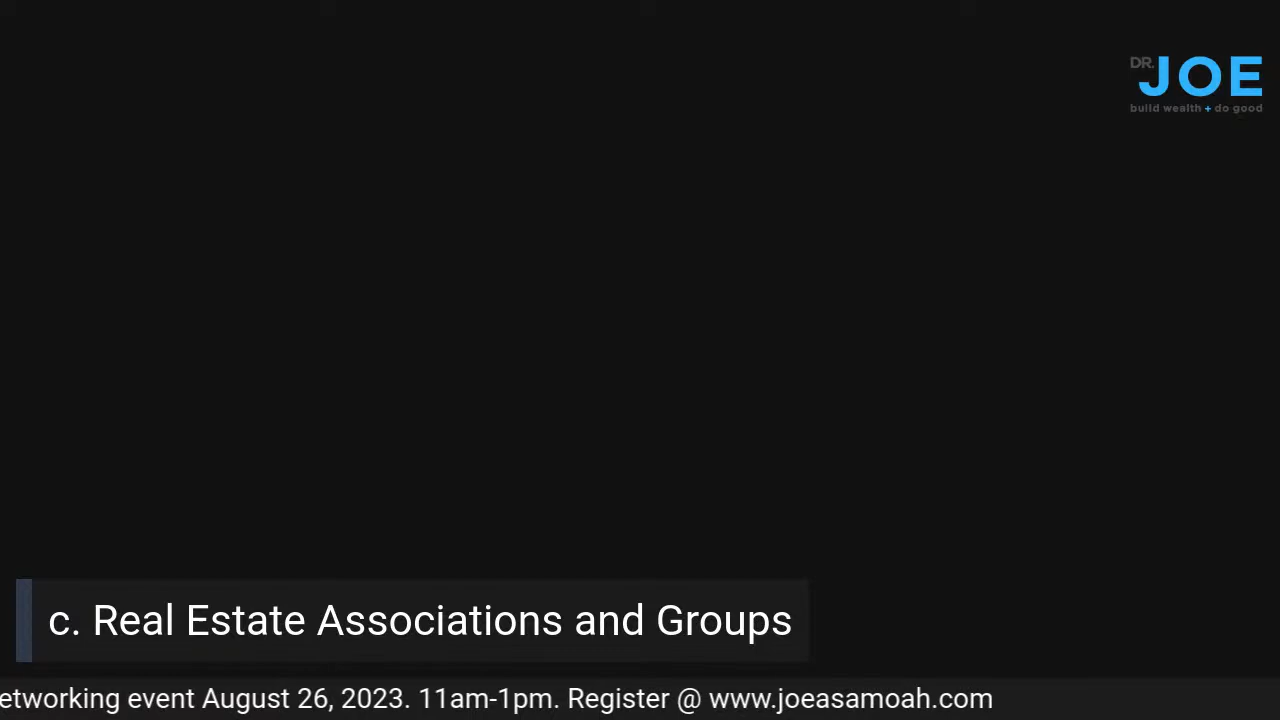 DR. JOE
build wealth + do good
c. Real Estate Associations and Groups
etworking event August 26, 2023. 11am-1pm. Register @ www.joeasamoah.com